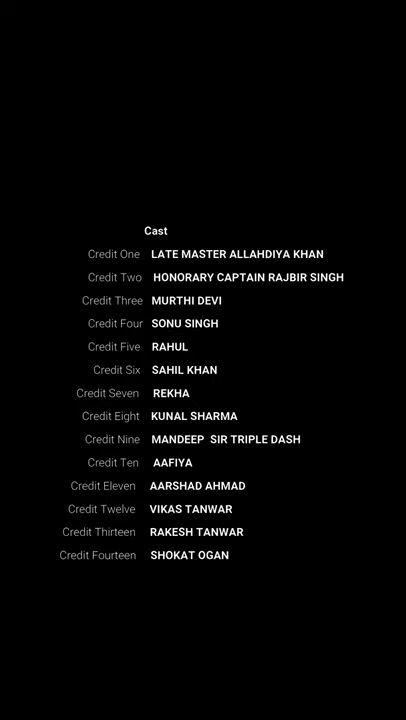 Cast
Credit One LATE MASTER ALLAHDIYA KHAN
Credit Two HONORARY CAPTAIN RAJBIR SINGH
Credit Three MURTHI DEVI
Credit Four SONU SINGH
Credit Five RAHUL
Credit Six SAHIL KHAN
Credit Seven REKHA
Credit Eight KUNAL SHARMA
Credit Nine MANDEEP  SIR TRIPLE DASH
Credit Ten AAFIYA
Credit Eleven AARSHAD AHMAD
Credit Twelve VIKAS TANWAR
Credit Thirteen RAKESH TANWAR
Credit Fourteen SHOKAT OGAN